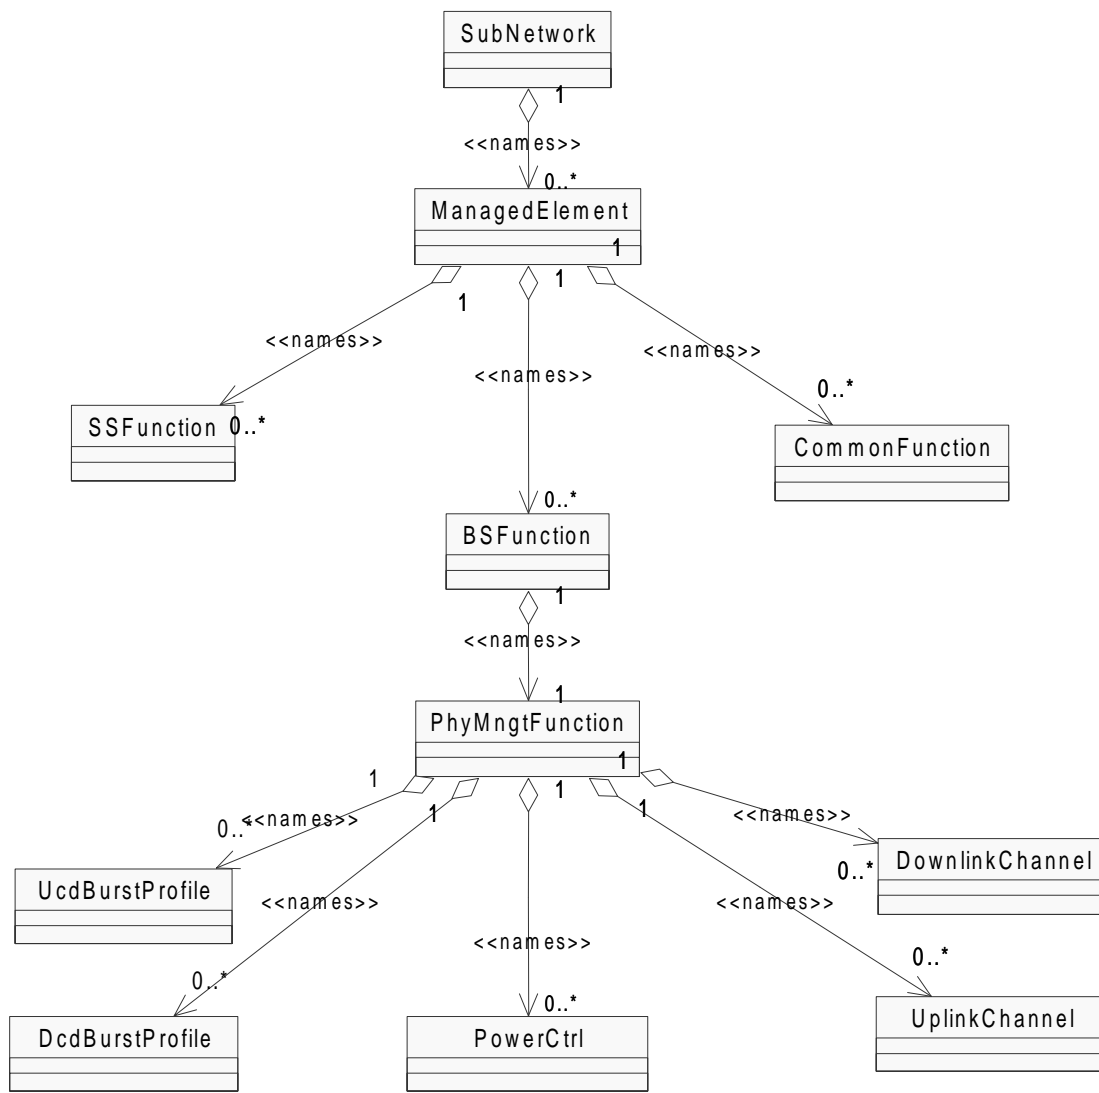 SubNetwork
1
<<names>>
0..*
ManagedElement
1
1
1
<<names>>
<<names>>
<<names>>
0..*
SSFunction
0..*
CommonFunction
0..*
BSFunction
1
<<names>>
1
PhyMngtFunction
1
1
1
1
1
<<names>>
<<names>>
0..*
UcdBurstProfile
0..*
DownlinkChannel
<<names>>
<<names>>
<<names>>
0..*
0..*
0..*
DcdBurstProfile
PowerCtrl
UplinkChannel